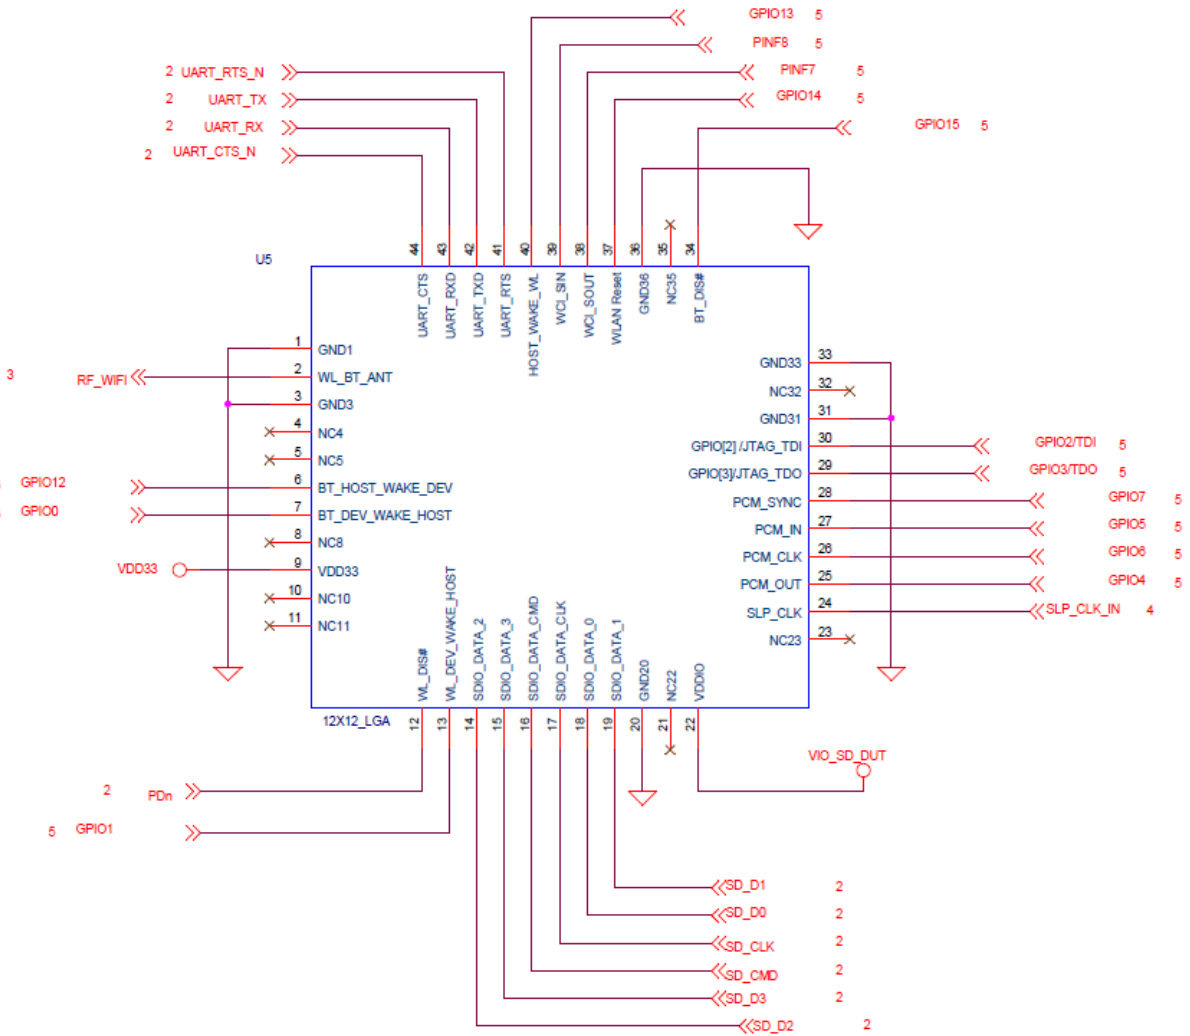 GPIO13 5
PINF8 5
2 UART_RTS_N
PINF7 5
2 UART_TX
GPIO14 5
2 UART_RX
GPIO15 5
2 UART_CTS_N
44 43 42 41 40 39 38 37 36 35 34
U5
UART_CTS
UART_RXD
UART_TXD
UART_RTS
HOST_WAKE_WL
WCI_SIN
WCI_SOUT
WLAN Reset
GND36
NC35
BT_DIS#
1 GND1
3 RF_WIFI 2 WL_BT_ANT
3 GND3
4 NC4
5 NC5
GPIO12 6 BT_HOST_WAKE_DEV
GPIO0 7 BT_DEV_WAKE_HOST
8 NC8
VDD33 9 VDD33
10 NC10
11 NC11
GND33 33
NC32 32
GND31 31
GPIO[2] /JTAG_TDI 30 GPIO2/TDI 5
GPIO[3]/JTAG_TDO 29 GPIO3/TDO 5
PCM_SYNC 28 GPIO7 5
PCM_IN 27 GPIO5 5
PCM_CLK 26 GPIO6 5
PCM_OUT 25 GPIO4 5
SLP_CLK 24 SLP_CLK_IN 4
NC23 23
WL_DIS#
WL_DEV_WAKE_HOST
SDIO_DATA_2
SDIO_DATA_3
SDIO_DATA_CMD
SDIO_DATA_CLK
SDIO_DATA_0
SDIO_DATA_1
GND20
NC22
VDDIO
12X12_LGA
12 13 14 15 16 17 18 19 20 21 22
VIO_SD_DUT
2 PDn
5 GPIO1
SD_D1 2
SD_D0 2
SD_CLK 2
SD_CMD 2
SD_D3 2
SD_D2 2